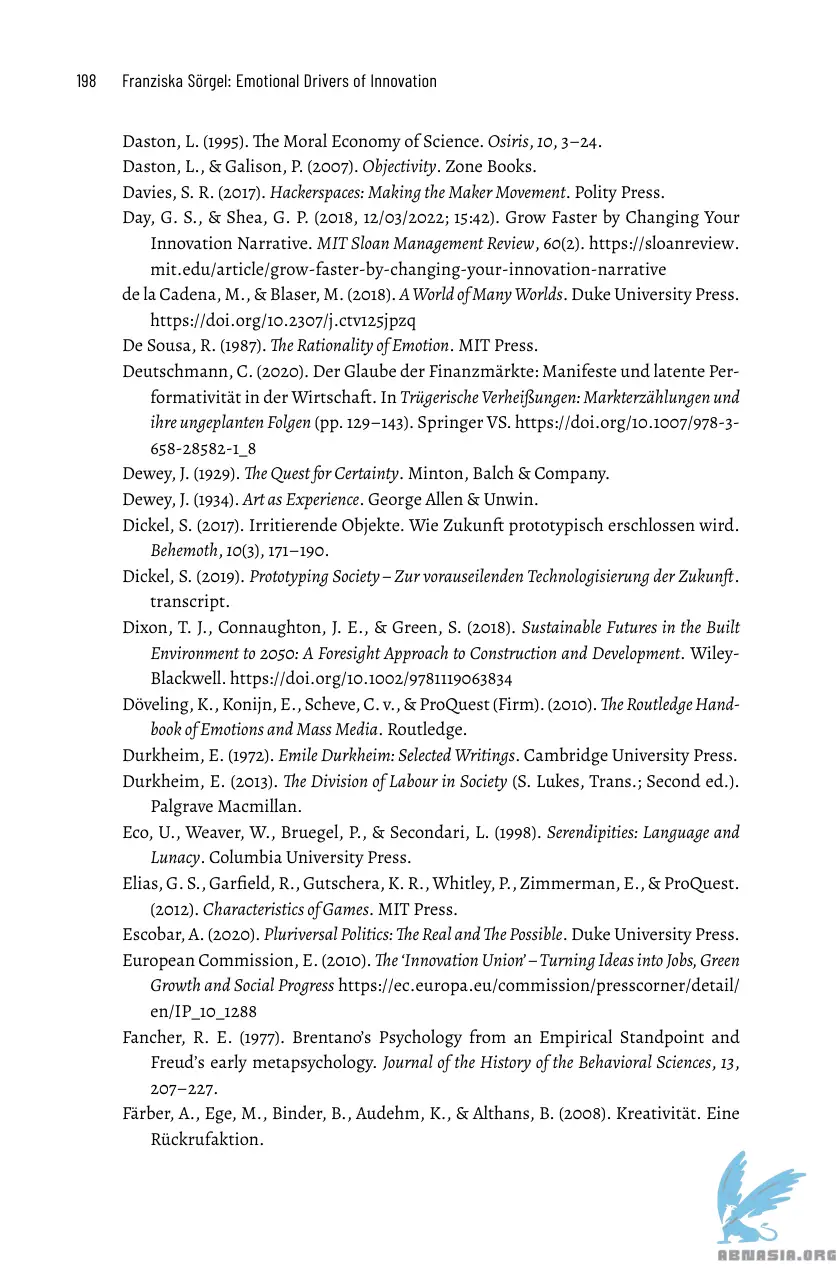 198 Franziska Sörgel: Emotional Drivers of Innovation
Daston, L. (1995). The Moral Economy of Science. Osiris, 10, 3–24.
Daston, L., & Galison, P. (2007). Objectivity. Zone Books.
Davies, S. R. (2017). Hackerspaces: Making the Maker Movement. Polity Press.
Day, G. S., & Shea, G. P. (2018, 12/03/2022; 15:42). Grow Faster by Changing Your
Innovation Narrative. MIT Sloan Management Review, 60(2). https://sloanreview.
mit.edu/article/grow-faster-by-changing-your-innovation-narrative
de la Cadena, M., & Blaser, M. (2018). A World of Many Worlds. Duke University Press.
https://doi.org/10.2307/j.ctv125jpzq
De Sousa, R. (1987). The Rationality of Emotion. MIT Press.
Deutschmann, C. (2020). Der Glaube der Finanzmärkte: Manifeste und latente Per-
formativität in der Wirtschaft. In Trügerische Verheißungen: Markterzählungen und
ihre ungeplanten Folgen (pp. 129–143). Springer VS. https://doi.org/10.1007/978-3-
658-28582-1_8
Dewey, J. (1929). The Quest for Certainty. Minton, Balch & Company.
Dewey, J. (1934). Art as Experience. George Allen & Unwin.
Dickel, S. (2017). Irritierende Objekte. Wie Zukunft prototypisch erschlossen wird.
Behemoth, 10(3), 171–190.
Dickel, S. (2019). Prototyping Society – Zur vorauseilenden Technologisierung der Zukunft.
transcript.
Dixon, T. J., Connaughton, J. E., & Green, S. (2018). Sustainable Futures in the Built
Environment to 2050: A Foresight Approach to Construction and Development. Wiley-
Blackwell. https://doi.org/10.1002/9781119063834
Döveling, K., Konijn, E., Scheve, C. v., & ProQuest (Firm). (2010). The Routledge Hand-
book of Emotions and Mass Media. Routledge.
Durkheim, E. (1972). Emile Durkheim: Selected Writings. Cambridge University Press.
Durkheim, E. (2013). The Division of Labour in Society (S. Lukes, Trans.; Second ed.).
Palgrave Macmillan.
Eco, U., Weaver, W., Bruegel, P., & Secondari, L. (1998). Serendipities: Language and
Lunacy. Columbia University Press.
Elias, G. S., Garfield, R., Gutschera, K. R., Whitley, P., Zimmerman, E., & ProQuest.
(2012). Characteristics of Games. MIT Press.
Escobar, A. (2020). Pluriversal Politics: The Real and The Possible. Duke University Press.
European Commission, E. (2010). The ‘Innovation Union’ – Turning Ideas into Jobs, Green
Growth and Social Progress https://ec.europa.eu/commission/presscorner/detail/
en/IP_10_1288
Fancher, R. E. (1977). Brentano’s Psychology from an Empirical Standpoint and
Freud’s early metapsychology. Journal of the History of the Behavioral Sciences, 13,
207–227.
Färber, A., Ege, M., Binder, B., Audehm, K., & Althans, B. (2008). Kreativität. Eine
Rückrufaktion.
ABNASIA.ORG